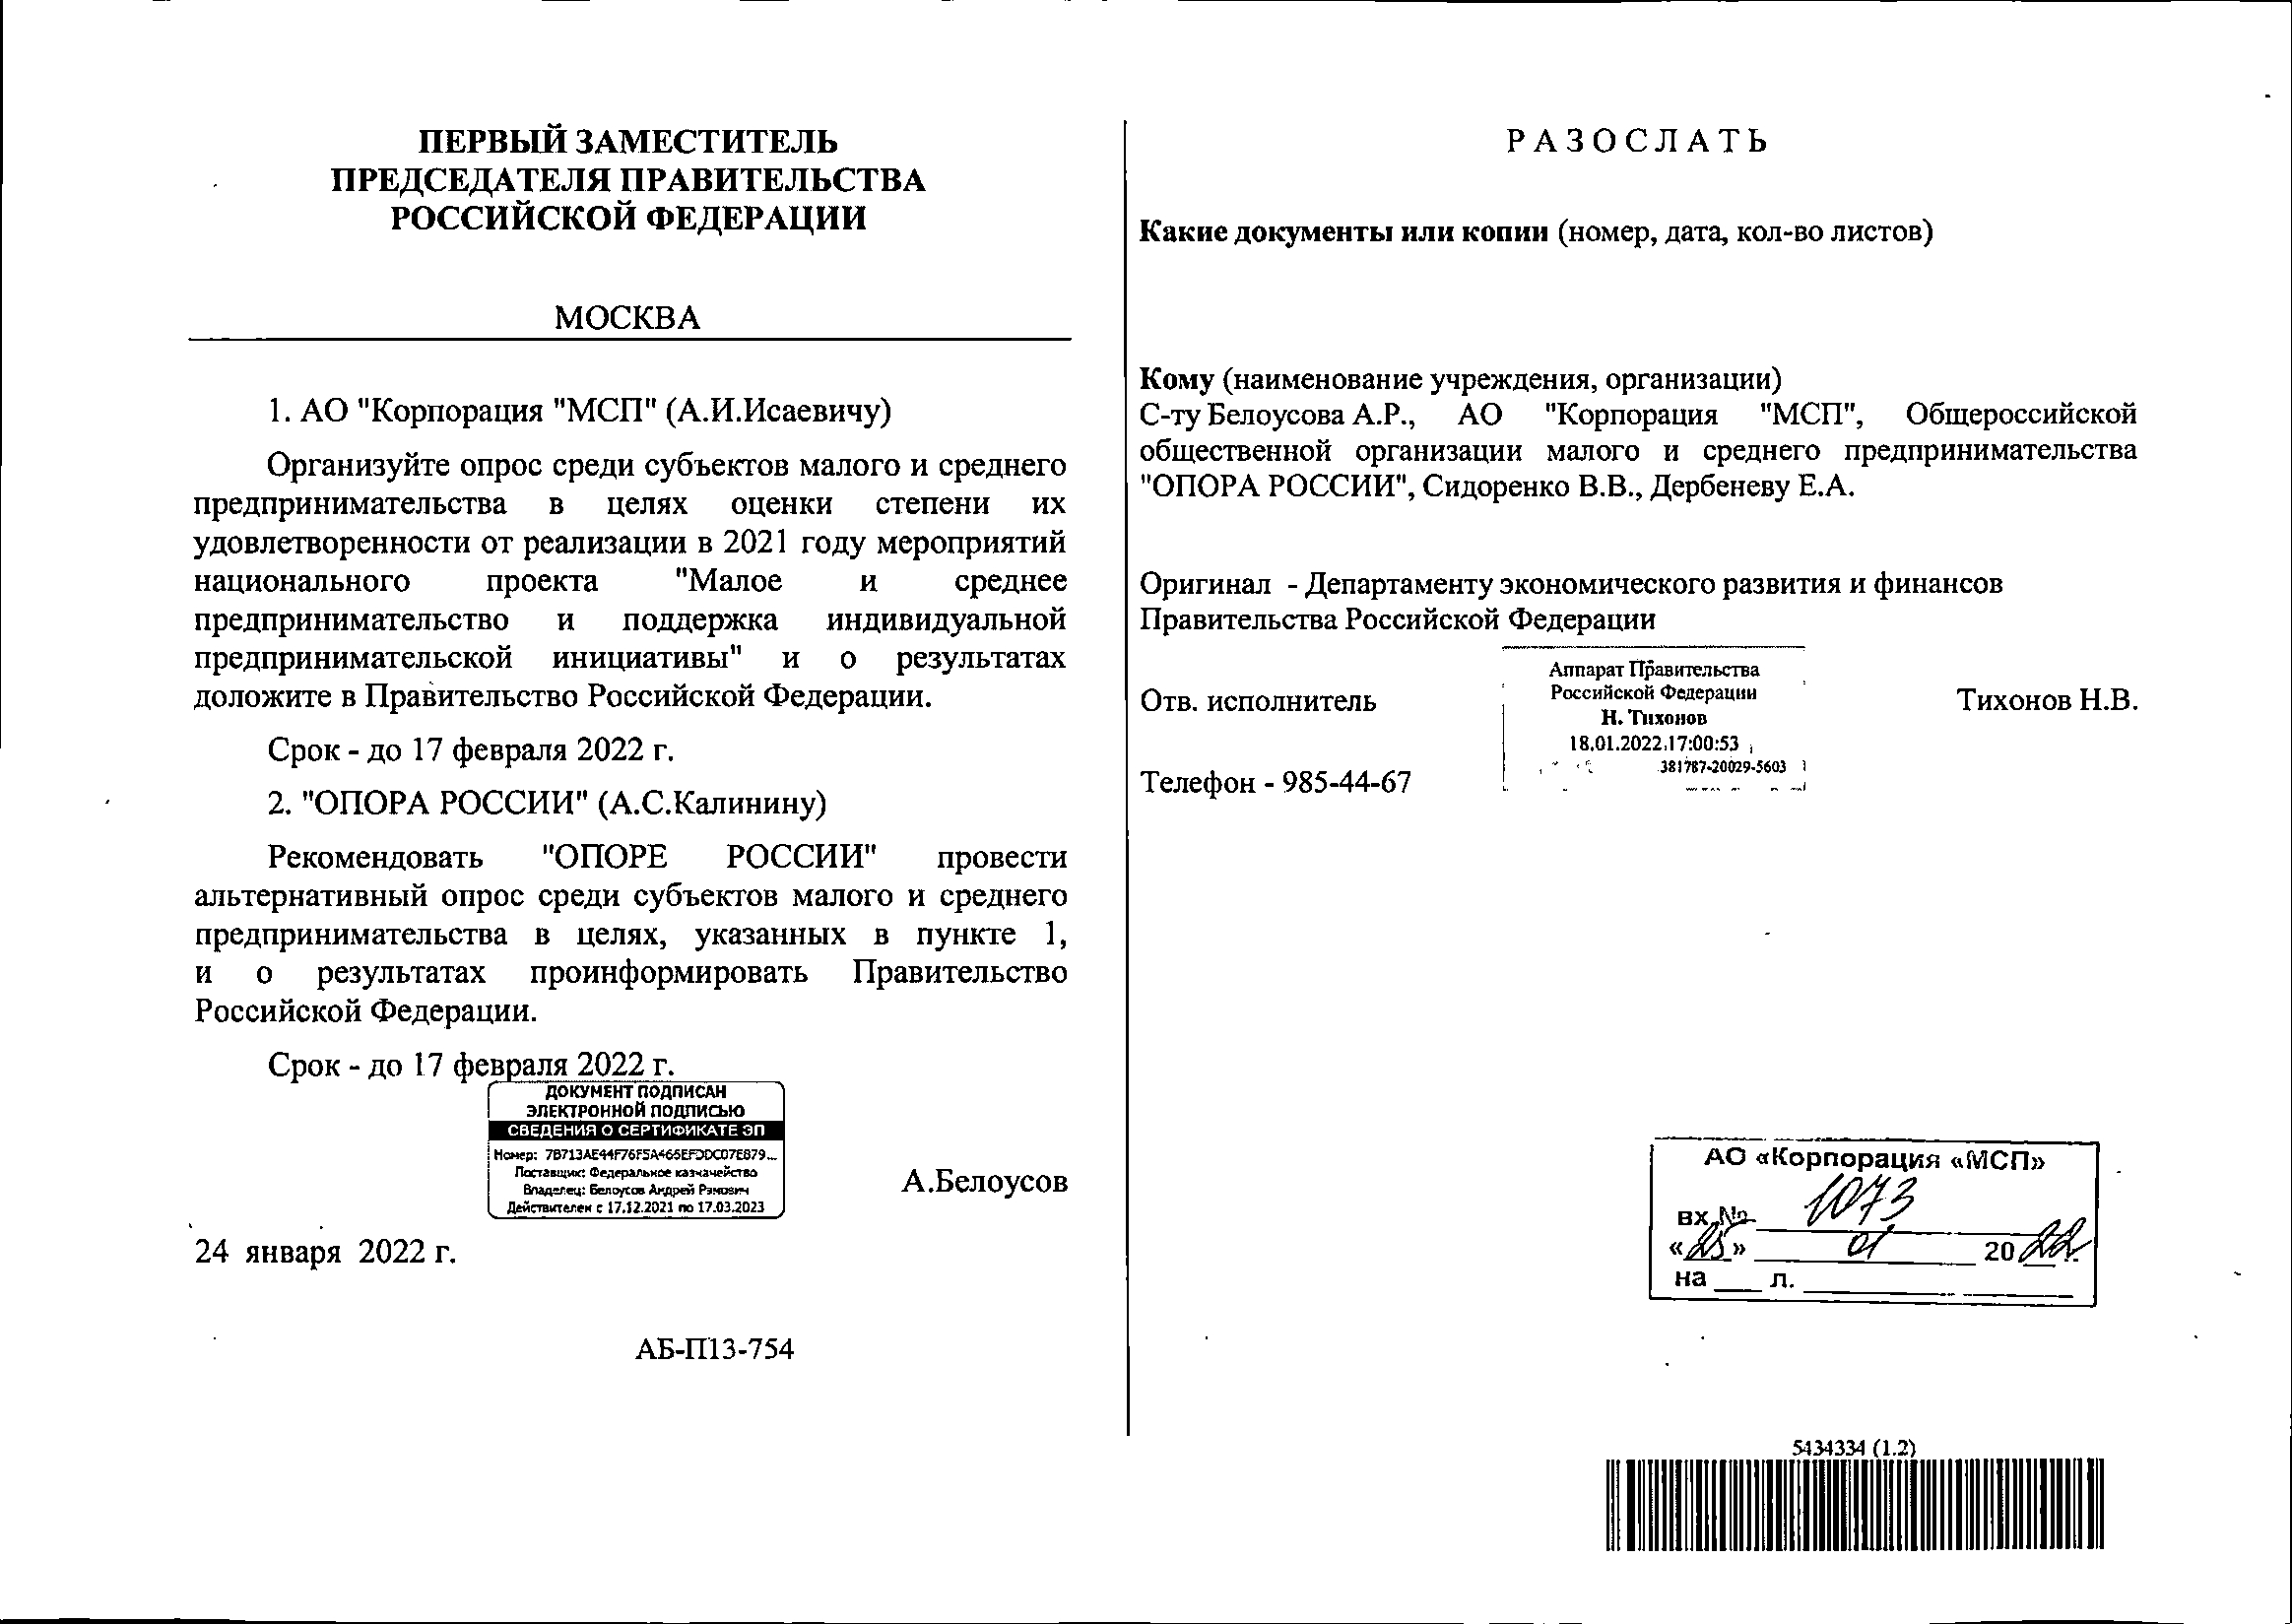 ПЕРВЫЙ ЗАМЕСТИТЕЛЬ
ПРЕДСЕДАТЕЛЯ ПРАВИТЕЛЬСТВА
РОССИЙСКОЙ ФЕДЕРАЦИИ
МОСКВА
1. АО "Корпорация "МСП" (А.И.Исаевичу)
Организуйте опрос среди субъектов малого и среднего
предпринимательства в целях оценки степени их
удовлетворенности от реализации в 2021 году мероприятий
национального проекта "Малое и среднее
предпринимательство и поддержка индивидуальной
предпринимательской инициативы" и о результатах
доложите в Правительство Российской Федерации.
Срок - до 17 февраля 2022 г.
2. "ОПОРА РОССИИ" (А.С.Калинину)
Рекомендовать "ОПОРЕ РОССИИ" провести
альтернативный опрос среди субъектов малого и среднего
предпринимательства в целях, указанных в пункте 1,
и о результатах проинформировать Правительство
Российской Федерации.
Срок - до 17 февраля 2022 г.
ДОКУМЕНТ ПОДПИСАН
ЭЛЕКТРОННОЙ ПОДПИСЬЮ
СВЕДЕНИЯ О СЕРТИФИКАТЕ ЭП
Номер:
Поставщик: Федеральное казначейство
Владелец: Белоусов Андрей Рэмович
Действителен с 17.12.2021 по 17.03.2023
А.Белоусов
24 января 2022 г.
АБ-П13-754
РАЗОСЛАТЬ
Какие документы или копии (номер, дата, кол-во листов)
Кому (наименование учреждения, организации)
С-ту Белоусова А.Р., АО "Корпорация "МСП", Общероссийской
общественной организации малого и среднего предпринимательства
"ОПОРА РОССИИ", Сидоренко В.В., Дербеневу Е.А.
Оригинал - Департаменту экономического развития и финансов
Правительства Российской Федерации
Отв. исполнитель
Аппарат Правительства
Российской Федерации
Н. Тихонов
18.01.2022.17:00:53
381787-20029-5603
Тихонов Н.В.
Телефон - 985-44-67
АО «Корпорация «МСП»
вх.№ 1073
«25» 01 2022
на ___ л.
5434334 (1.2)